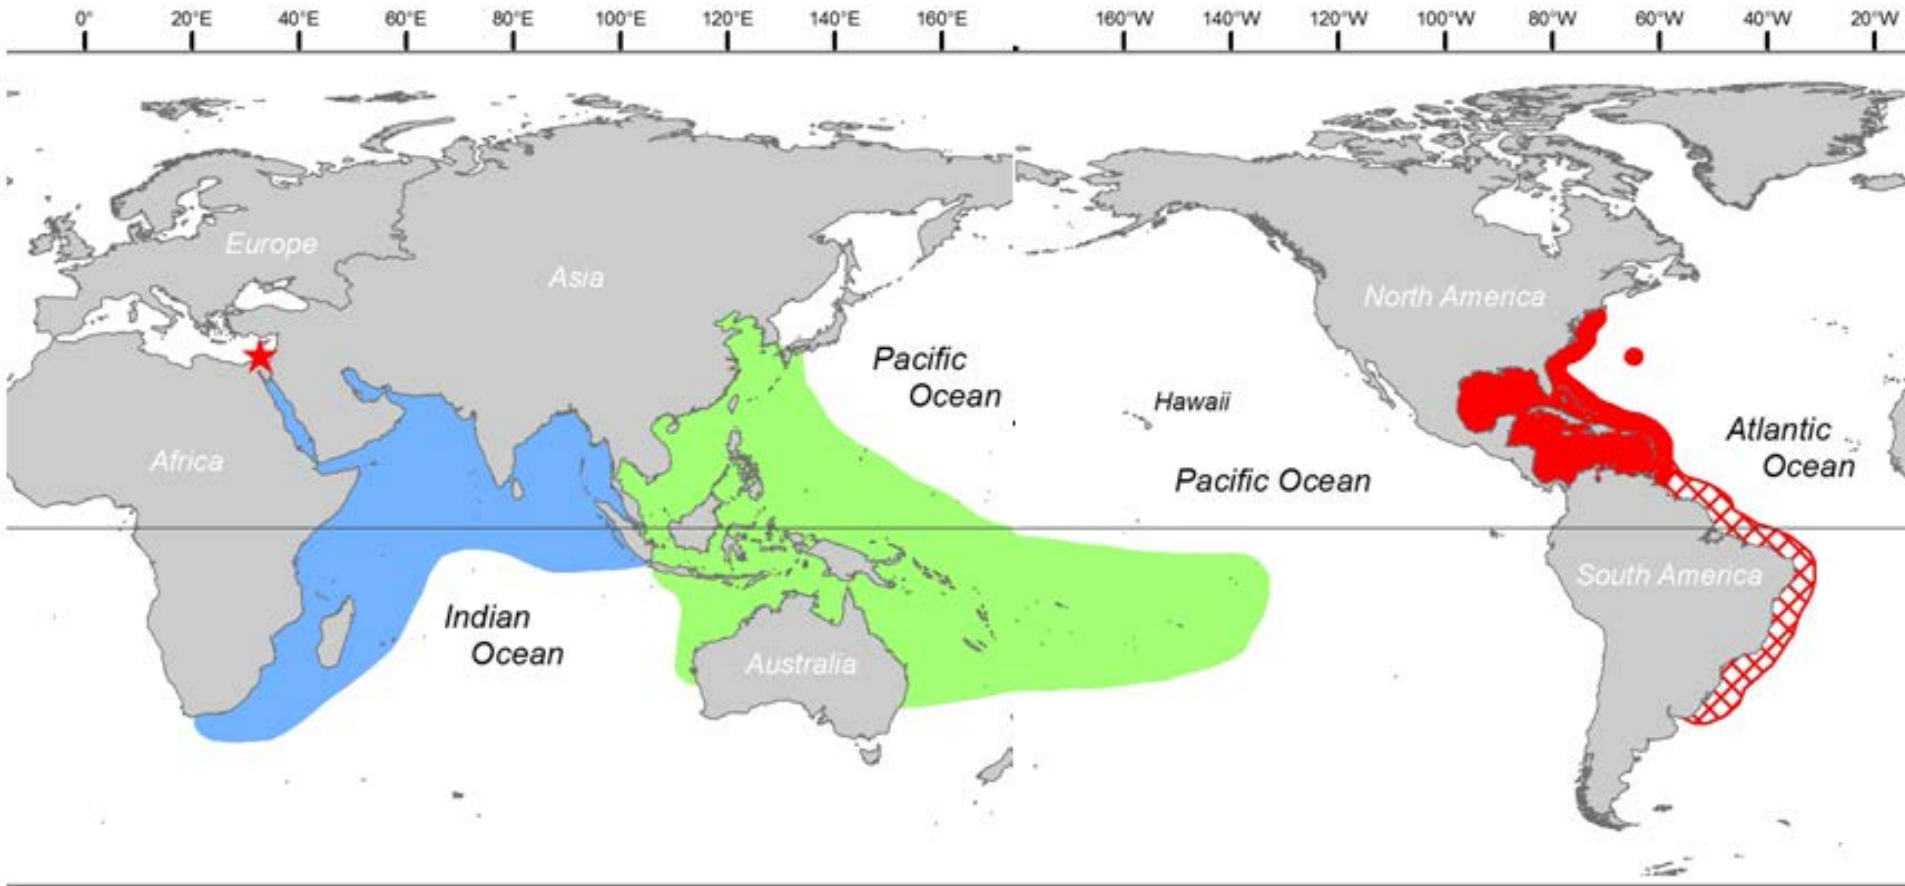 0° 20°E 40°E 60°E 80°E 100°E 120°E 140°E 160°E 160°W 140°W 120°W 100°W 80°W 60°W 40°W 20°W
Europe
Asia
North America
Pacific
Ocean
Hawaii
Atlantic
Ocean
Africa
Pacific Ocean
South America
Indian
Ocean
Australia